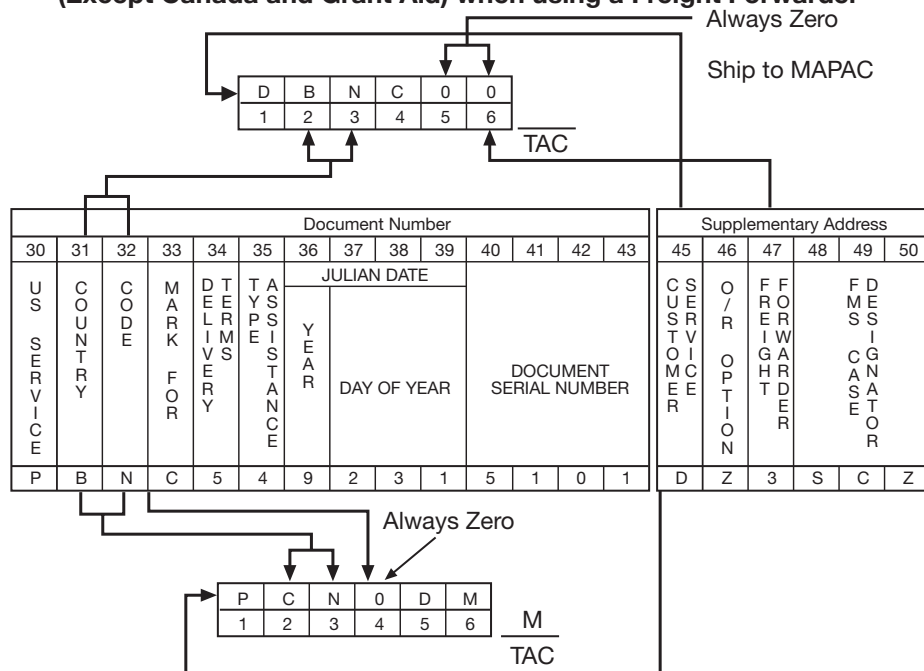 (Except Canada and Grant Aid) when using a Freight Forwarder
Always Zero
Ship to MAPAC
D B N C 0 0
1 2 3 4 5 6
TAC
Document Number Supplementary Address
30 31 32 33 34 35 36 37 38 39 40 41 42 43 45 46 47 48 49 50
US SERVICE
COUNTRY
CODE
MARK FOR
DELIVERY
TERMS
TYPE
ASSISTANCE
JULIAN DATE
YEAR
DAY OF YEAR
DOCUMENT
SERIAL NUMBER
CUSTOMER
SERVICE
O/R OPTION
FREIGHT
FORWARDER
FMS CASE
DESIGNATOR
P B N C 5 4 9 2 3 1 5 1 0 1 D Z 3 S C Z
Always Zero
P C N 0 D M
1 2 3 4 5 6
M
TAC